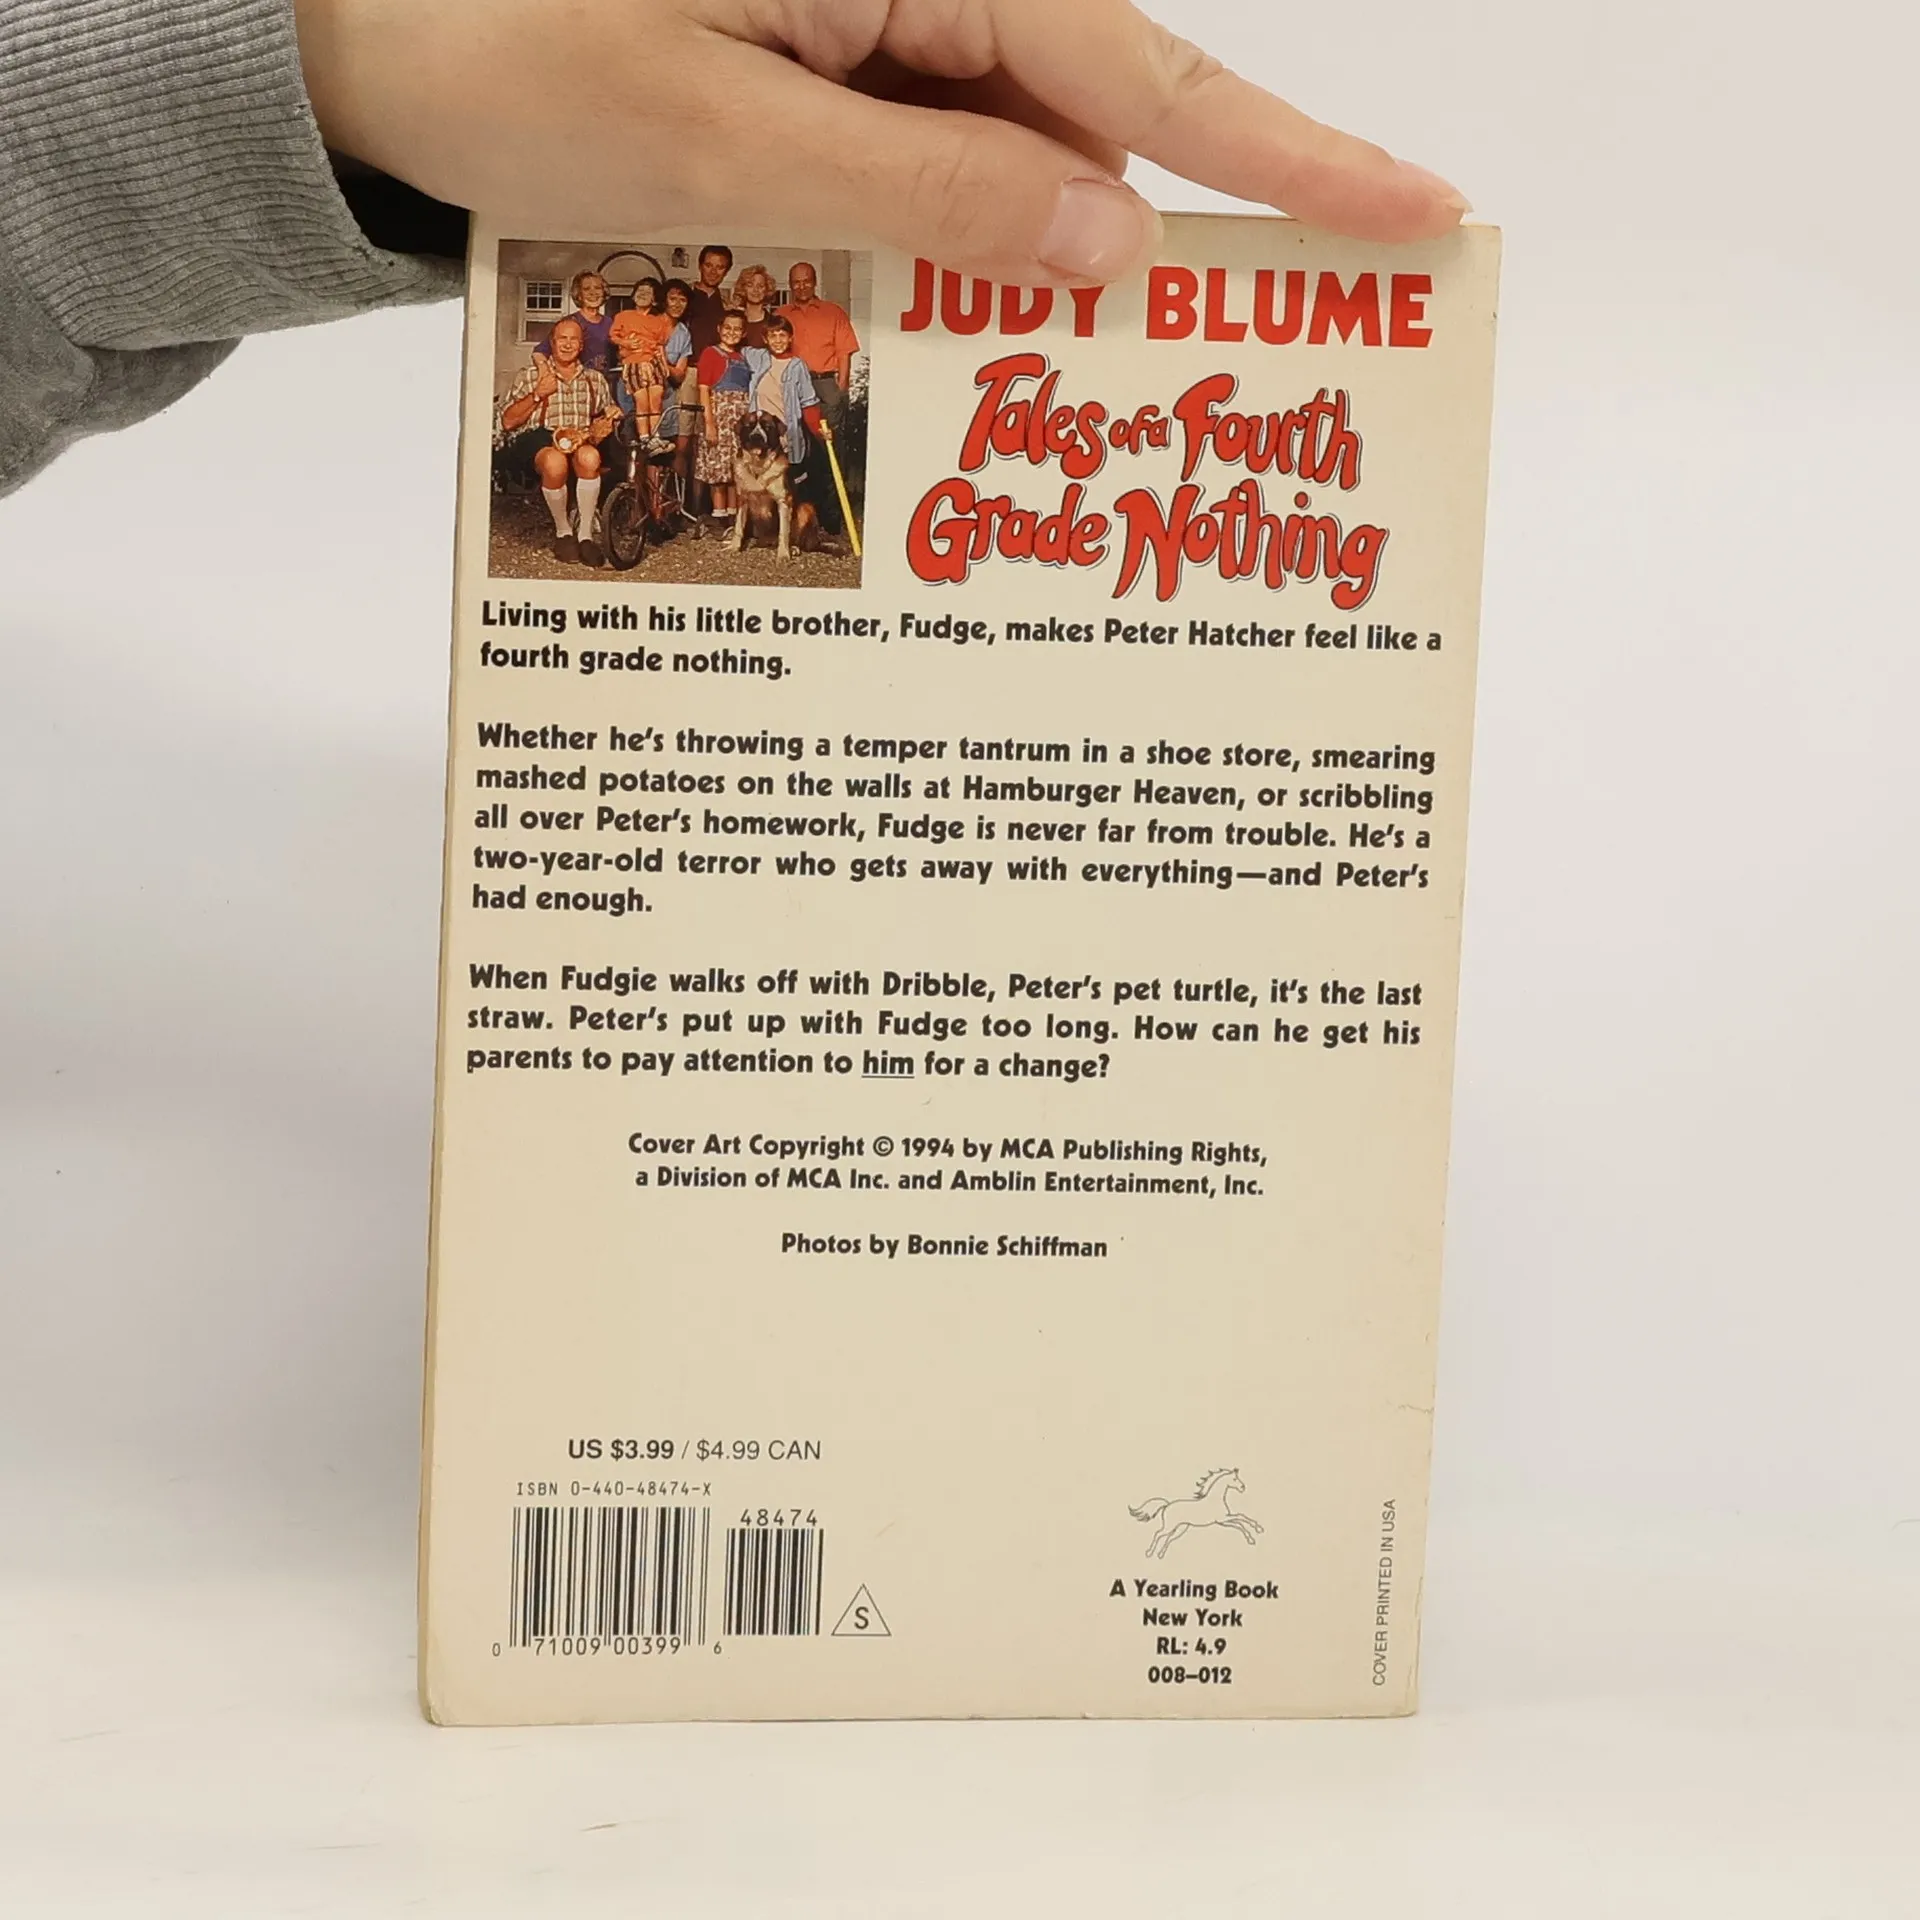 JUDY BLUME
Tales of a Fourth
Grade Nothing
Living with his little brother, Fudge, makes Peter Hatcher feel like a
fourth grade nothing.
Whether he's throwing a temper tantrum in a shoe store, smearing
mashed potatoes on the walls at Hamburger Heaven, or scribbling
all over Peter's homework, Fudge is never far from trouble. He's a
two-year-old terror who gets away with everything—and Peter's
had enough.
When Fudgie walks off with Dribble, Peter's pet turtle, it's the last
straw. Peter's put up with Fudge too long. How can he get his
parents to pay attention to him for a change?
Cover Art Copyright © 1994 by MCA Publishing Rights,
a Division of MCA Inc. and Amblin Entertainment, Inc.
Photos by Bonnie Schiffman
US $3.99 / $4.99 CAN
ISBN 0-440-48474-X
48474
0 71009 00399 6
S
A Yearling Book
New York
RL: 4.9
008–012
COVER PRINTED IN USA